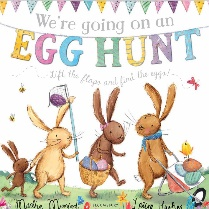 We're going on an
EGG HUNT
Lift the flaps and find the eggs!